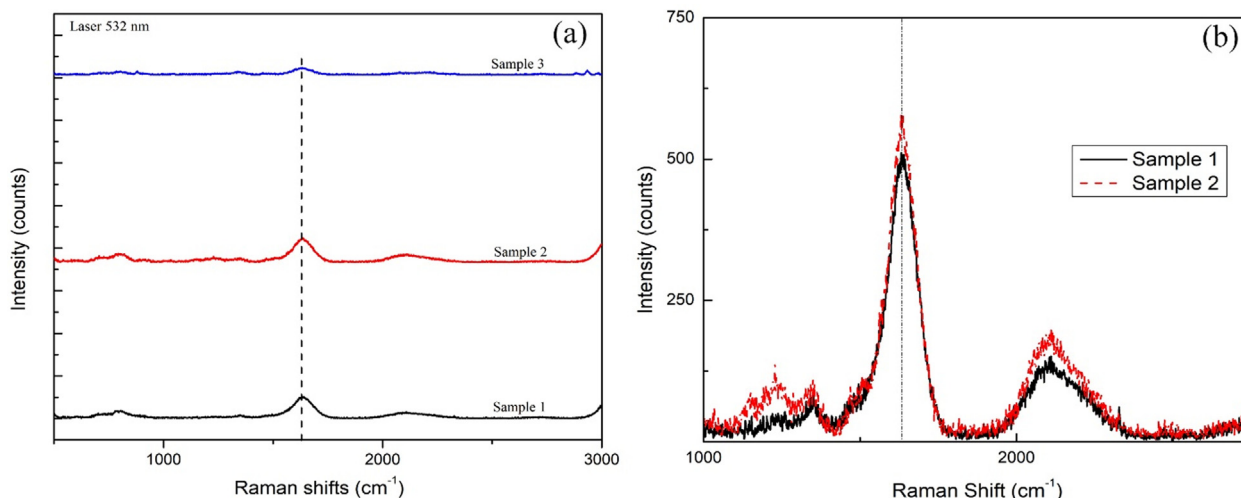 Laser 532 nm
(a)
Sample 3
Sample 2
Sample 1
Intensity (counts)
1000
2000
3000
Raman shifts (cm⁻¹)
(b)
750
500
250
Intensity (counts)
Sample 1
Sample 2
1000
2000
Raman Shift (cm⁻¹)